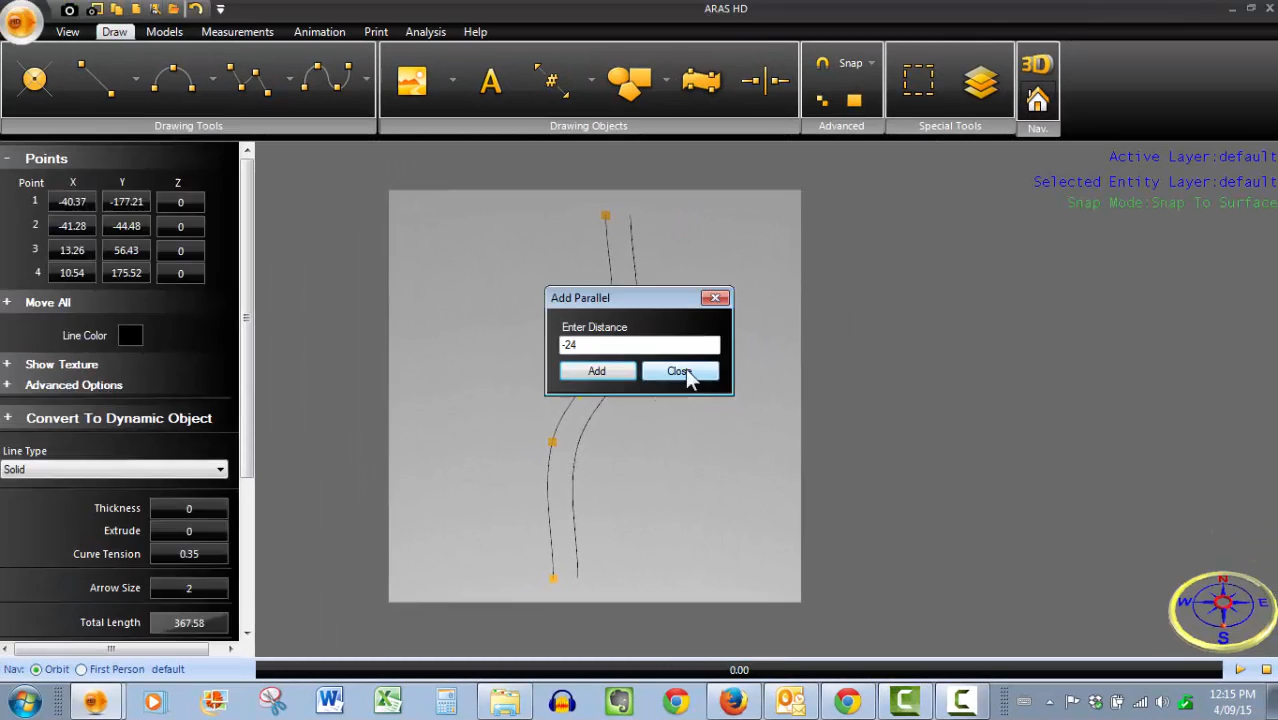 ARAS HD
View Draw Models Measurements Animation Print Analysis Help
A # Snap 3D
Drawing Tools Drawing Objects Advanced Special Tools Nav.
Points
Point X Y Z
1 -40.37 -177.21 0
2 -41.28 -44.48 0
3 13.26 56.43 0
4 10.54 175.52 0
Move All
Line Color
Show Texture
Advanced Options
Convert To Dynamic Object
Line Type
Solid
Thickness 0
Extrude 0
Curve Tension 0.35
Arrow Size 2
Total Length 367.58
Active Layer:default
Selected Entity Layer:default
Snap Mode:Snap To Surface
Add Parallel
Enter Distance
-24
Add Close
N
W E
S
Nav: Orbit First Person default 0.00
12:15 PM
4/09/15